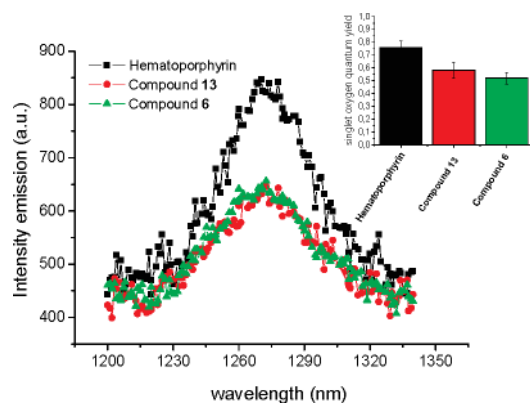 Intensity emission (a.u.)
900
800
700
600
500
400
1200
1230
1260
1290
1320
1350
wavelength (nm)
Hematoporphyrin
Compound 13
Compound 6
singlet oxygen quantum yield
1,0
0,9
0,8
0,7
0,6
0,5
0,4
0,3
0,2
0,1
0,0
Hematoporphyrin
Compound 13
Compound 6